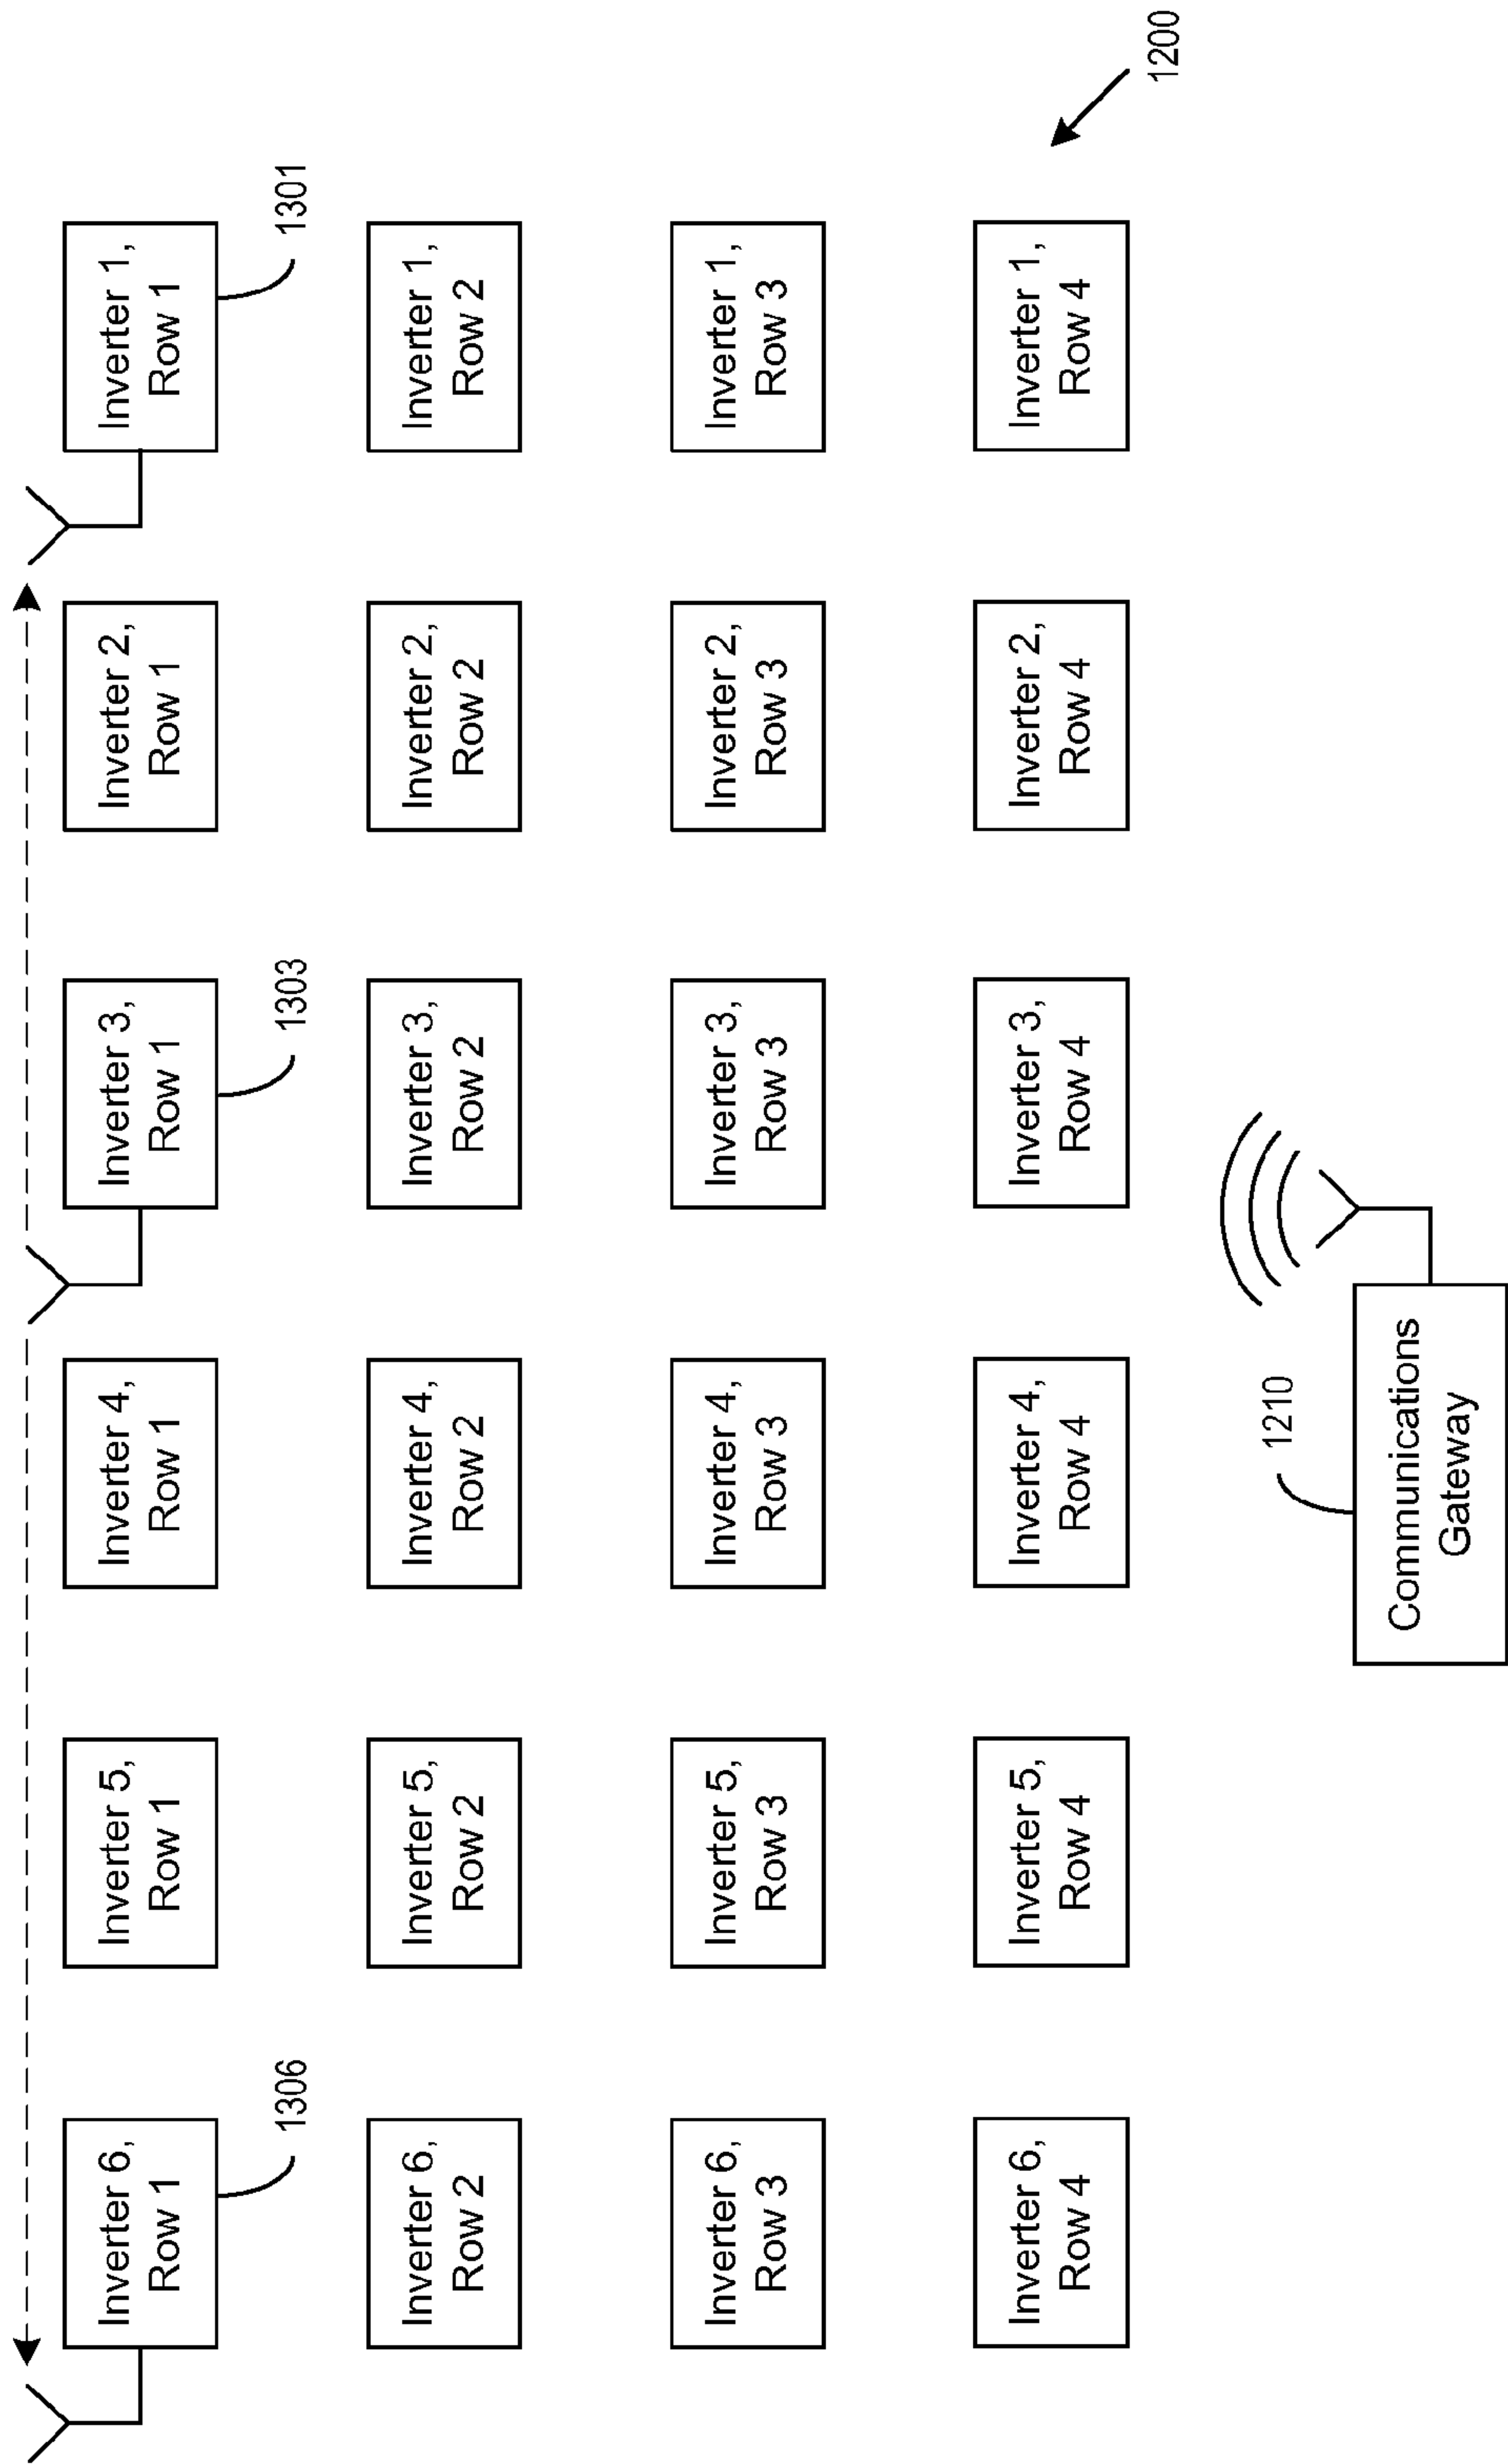 Inverter 6,
Row 1
Inverter 5,
Row 1
Inverter 4,
Row 1
Inverter 3,
Row 1
Inverter 2,
Row 1
Inverter 1,
Row 1
1306
1303
1301
Inverter 6,
Row 2
Inverter 5,
Row 2
Inverter 4,
Row 2
Inverter 3,
Row 2
Inverter 2,
Row 2
Inverter 1,
Row 2
Inverter 6,
Row 3
Inverter 5,
Row 3
Inverter 4,
Row 3
Inverter 3,
Row 3
Inverter 2,
Row 3
Inverter 1,
Row 3
Inverter 6,
Row 4
Inverter 5,
Row 4
Inverter 4,
Row 4
Inverter 3,
Row 4
Inverter 2,
Row 4
Inverter 1,
Row 4
1200
1210
Communications
Gateway